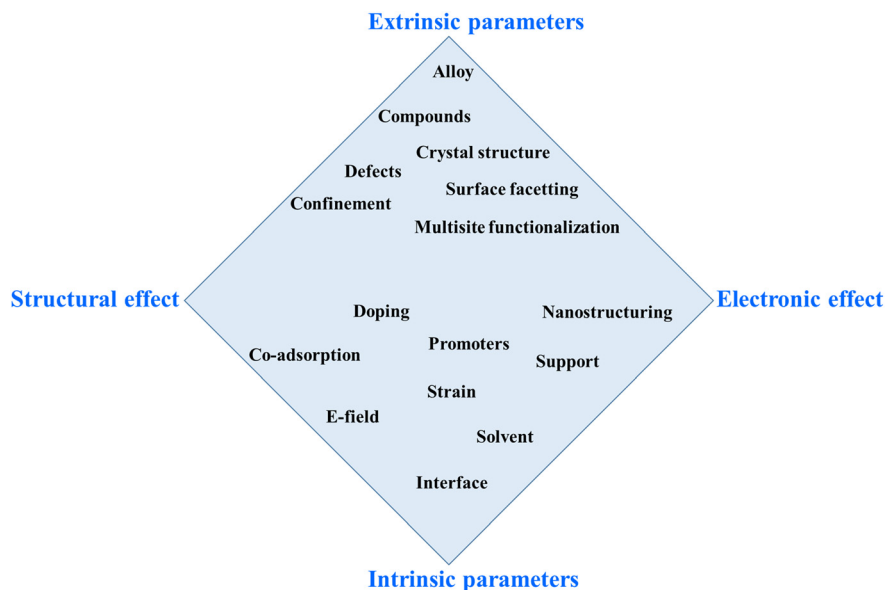 Extrinsic parameters
Alloy
Compounds
Crystal structure
Defects
Surface facetting
Confinement
Multisite functionalization
Structural effect
Electronic effect
Doping
Nanostructuring
Promoters
Co-adsorption
Support
Strain
E-field
Solvent
Interface
Intrinsic parameters